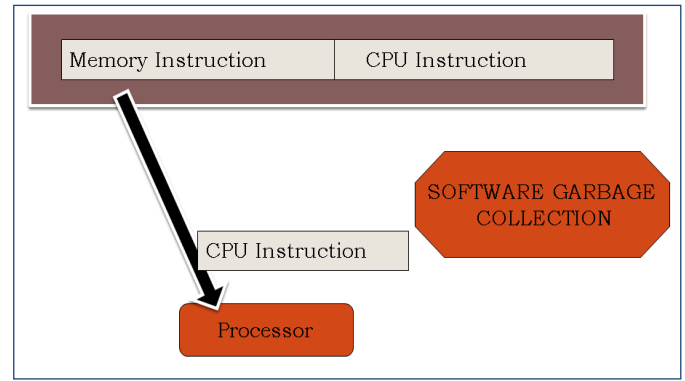 Memory Instruction
CPU Instruction
SOFTWARE GARBAGE
COLLECTION
CPU Instruction
Processor